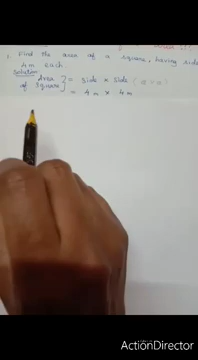 Find the area of a square, having side
4m each
Solution
Area of square } = side × side
= 4 m × 4 m
ActionDirector